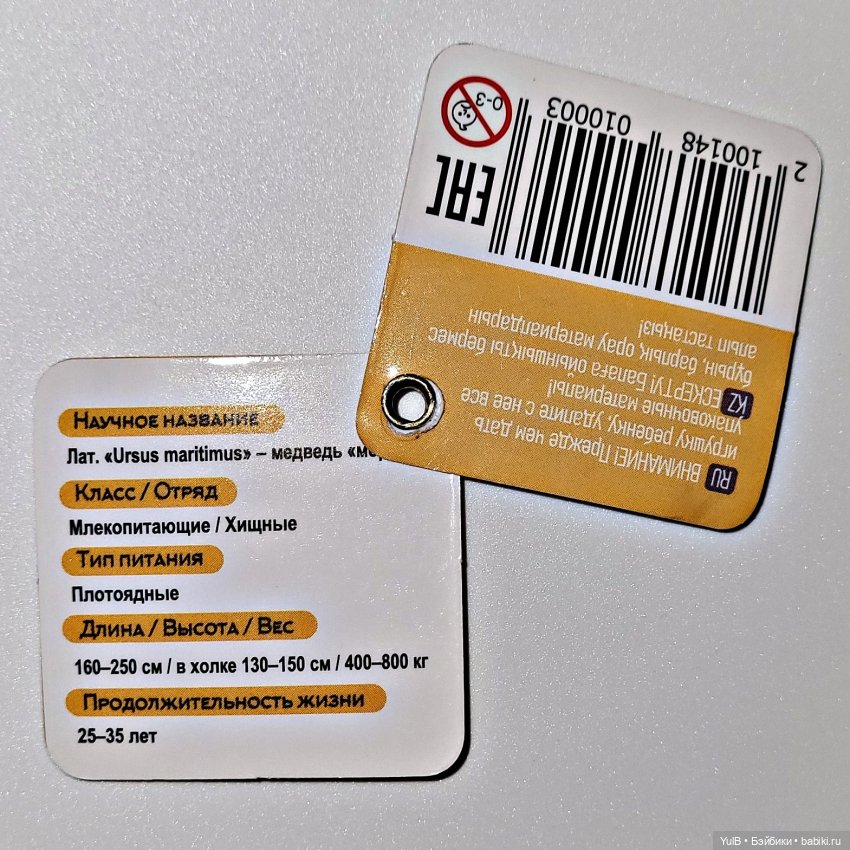 Научное название
Лат. «Ursus maritimus» – медведь
Класс / Отряд
Млекопитающие / Хищные
Тип питания
Плотоядные
Длина / Высота / Вес
160–250 см / в холке 130–150 см / 400–800 кг
Продолжительность жизни
25–35 лет
RU ВНИМАНИЕ! Прежде чем дать
игрушку ребенку, удалите с нее все
упаковочные материалы!
KZ ЕСКЕРТУ! Балаға ойыншықты бермес
бұрын, барлық орау материалдарын
алып тастаңыз!
2 100148 010003
EAC
0-3
YulB • Бэйбики • babiki.ru